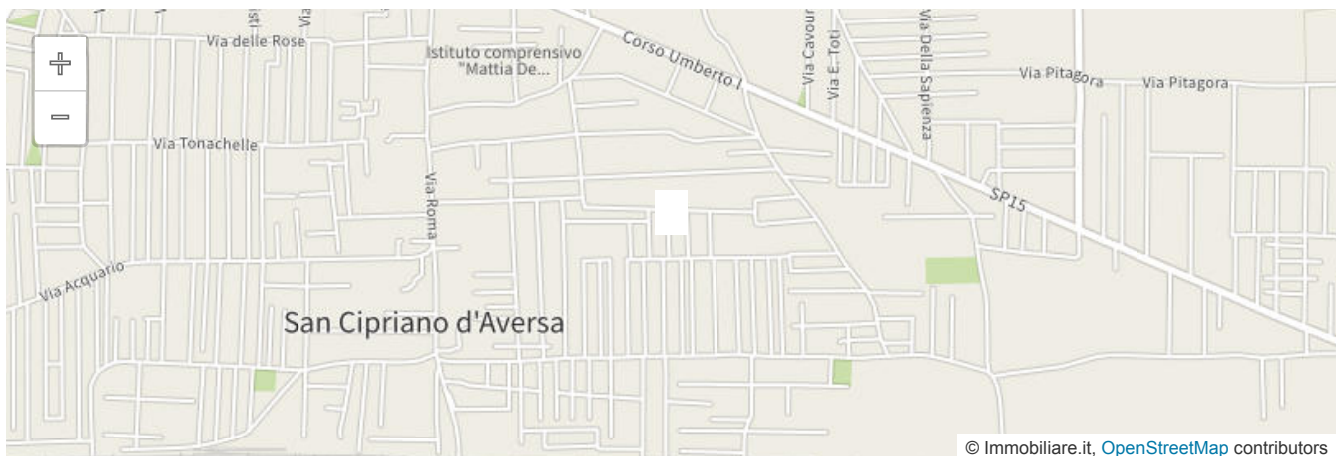 Via delle Rose
Istituto comprensivo
"Mattia De...
Corso Umberto I
Via Cavour
Via E. Toti
Via Della Sapienza
Via Pitagora
Via Pitagora
Via Tonachelle
Via Roma
SP15
Via Acquario
San Cipriano d'Aversa
© Immobiliare.it, OpenStreetMap contributors